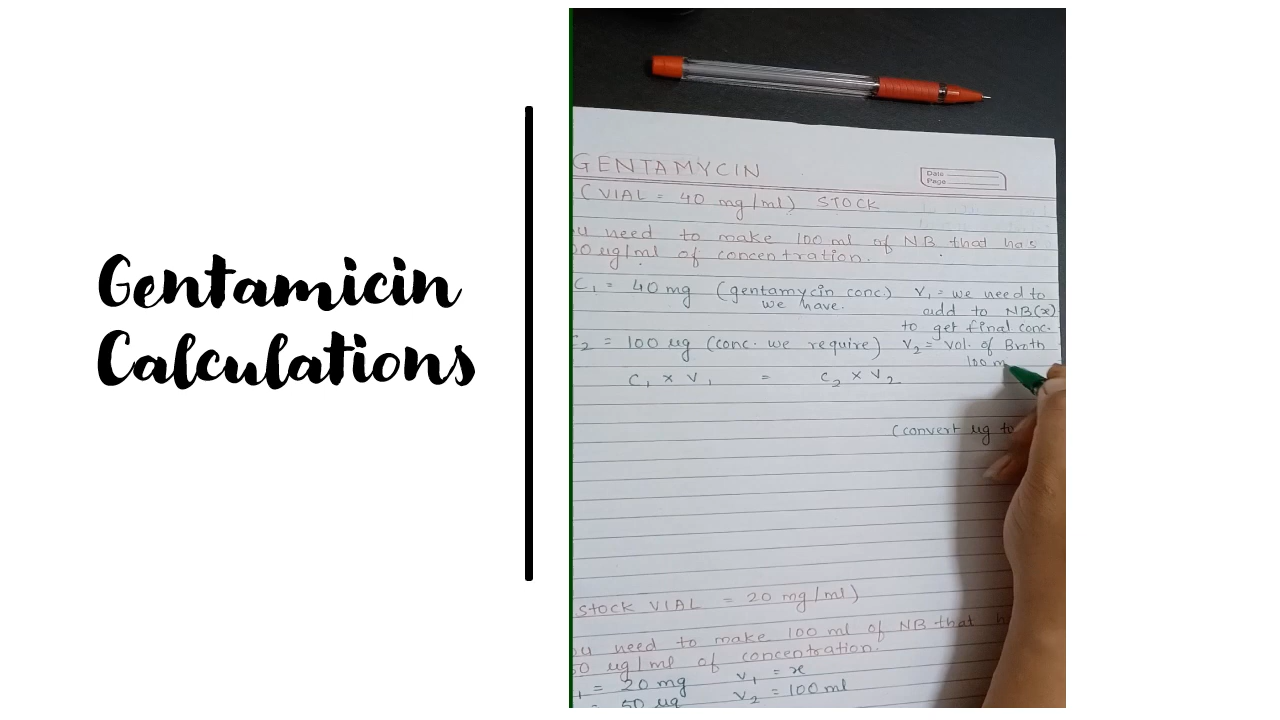 Gentamicin
Calculations
GENTAMYCIN
Date
Page
(VIAL = 40 mg/ml) STOCK
need to make 100 ml of NB that has
ug/ml of concentration.
C₁ = 40 mg (gentamycin conc.) V₁ = we need to
we have. add to NB(x)
to get final conc.
C₂ = 100 ug (conc. we require) V₂ = vol. of Broth
100 m
C₁ × V₁ = C₂ × V₂
(convert ug to
STOCK VIAL = 20 mg/ml)
need to make 100 ml of NB that
50 ug/ml of concentration.
= 20 mg V₁ = x
= 50 ug V₂ = 100 ml